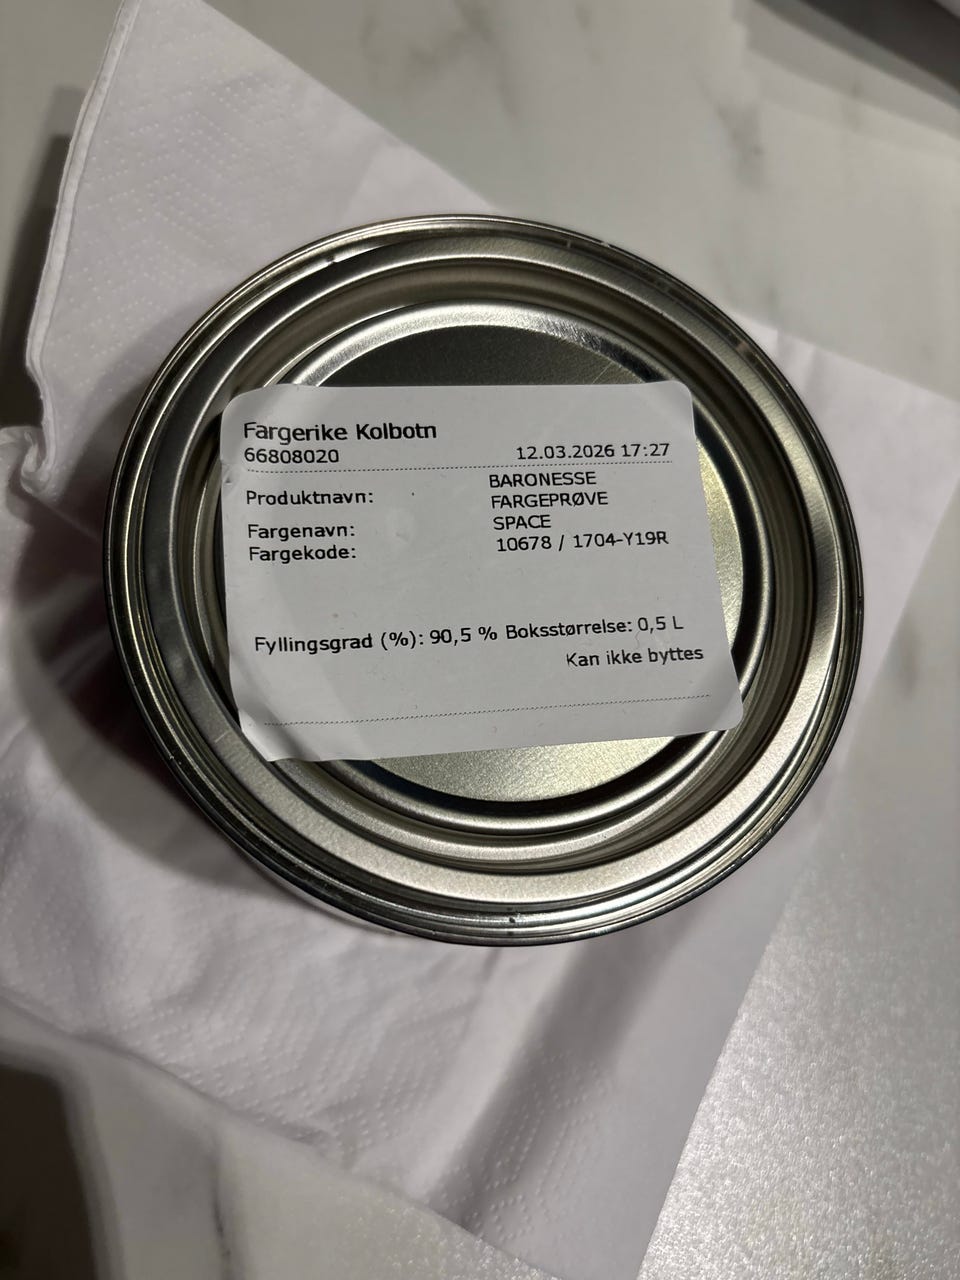 Fargerike Kolbotn
66808020 12.03.2026 17:27
Produktnavn: BARONESSE
FARGEPRØVE
Fargenavn: SPACE
Fargekode: 10678 / 1704-Y19R
Fyllingsgrad (%): 90,5 % Boksstørrelse: 0,5 L
Kan ikke byttes